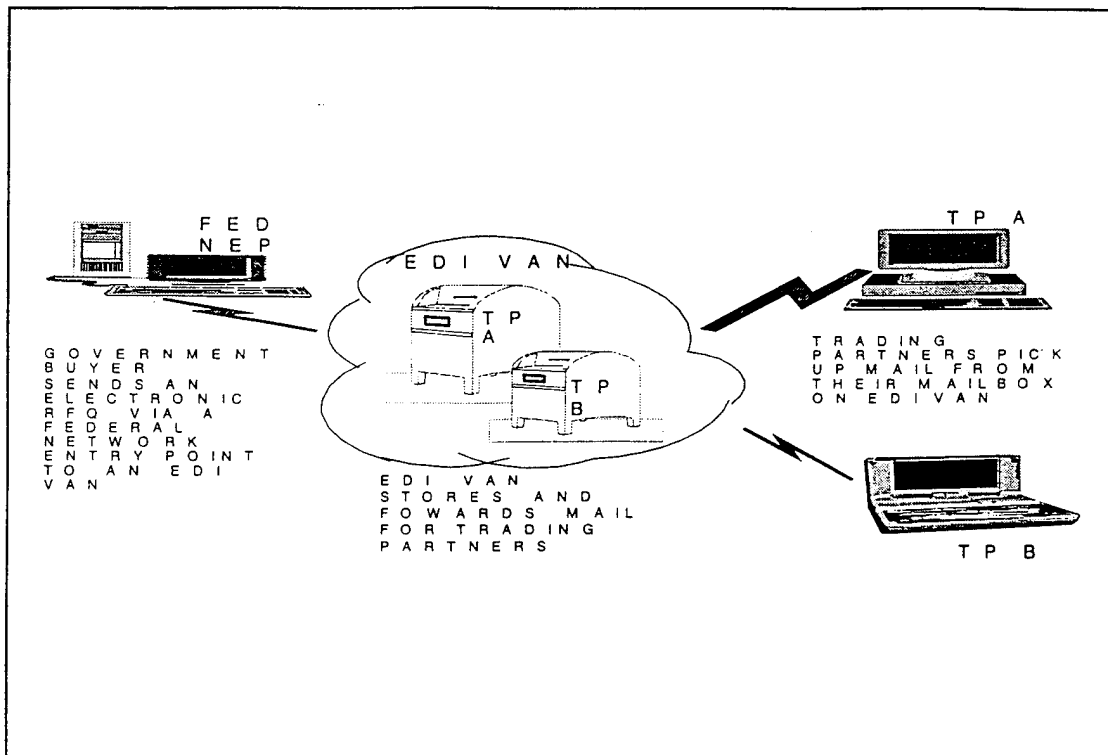 FED
NEP
EDI VAN
TP
A
TP
B
TP A
GOVERNMENT
BUYER
SENDS AN
ELECTRONIC
RFQ VIA A
FEDERAL
NETWORK
ENTRY POINT
TO AN EDI
VAN
EDI VAN
STORES AND
FOWARDS MAIL
FOR TRADING
PARTNERS
TRADING
PARTNERS PICK
UP MAIL FROM
THEIR MAILBOX
ON EDI VAN
TP B